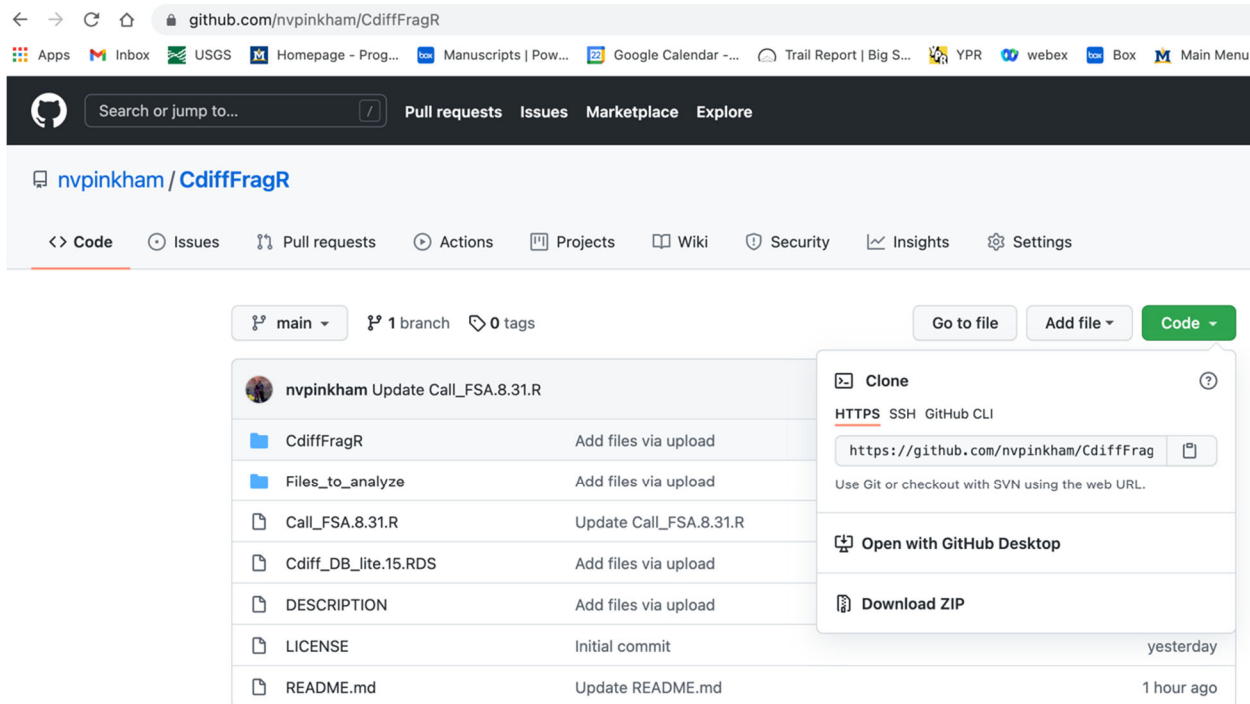 github.com/nvpinkham/CdiffFragR
Apps Inbox USGS Homepage - Prog... box Manuscripts | Pow... 22 Google Calendar -... Trail Report | Big S... YPR webex box Box M Main Menu
Search or jump to... / Pull requests Issues Marketplace Explore
nvpinkham / CdiffFragR
<> Code Issues Pull requests Actions Projects Wiki Security Insights Settings
main 1 branch 0 tags Go to file Add file Code
nvpinkham Update Call_FSA.8.31.R
CdiffFragR Add files via upload
Files_to_analyze Add files via upload
Call_FSA.8.31.R Update Call_FSA.8.31.R
Cdiff_DB_lite.15.RDS Add files via upload
DESCRIPTION Add files via upload
LICENSE Initial commit yesterday
README.md Update README.md 1 hour ago
Clone ?
HTTPS SSH GitHub CLI
https://github.com/nvpinkham/CdiffFrag
Use Git or checkout with SVN using the web URL.
Open with GitHub Desktop
Download ZIP